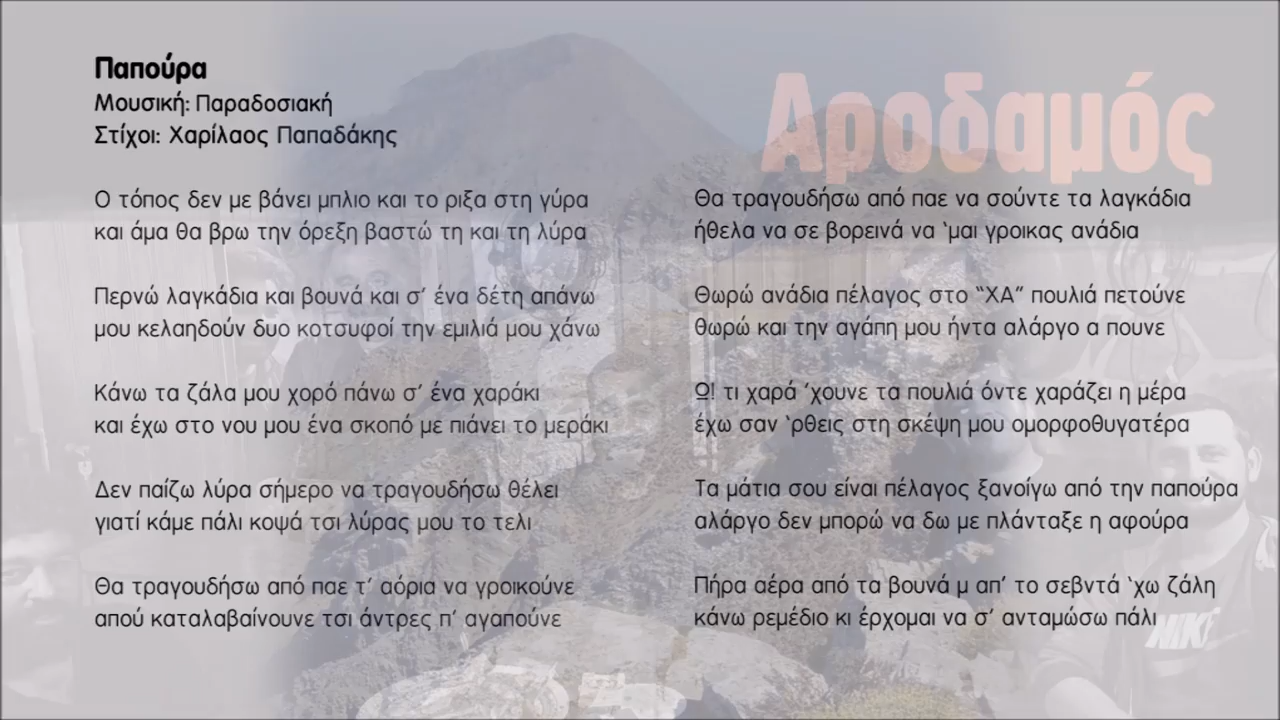 Παπούρα
Μουσική: Παραδοσιακή
Στίχοι: Χαρίλαος Παπαδάκης
Αροδαμός
Ο τόπος δεν με βάνει μπλιο και το ριξα στη γύρα
και άμα θα βρω την όρεξη βαστώ τη και τη λύρα
Περνώ λαγκάδια και βουνά και σ' ένα δέτη απάνω
μου κελαηδούν δυο κοτσυφοί την εμιλιά μου χάνω
Κάνω τα ζάλα μου χορό πάνω σ' ένα χαράκι
και έχω στο νου μου ένα σκοπό με πιάνει το μεράκι
Δεν παίζω λύρα σήμερο να τραγουδήσω θέλει
γιατί κάμε πάλι κοψά τσι λύρας μου το τελι
Θα τραγουδήσω από παε τ' αόρια να γροικούνε
απού καταλαβαίνουνε τσι άντρες π' αγαπούνε
Θα τραγουδήσω από παε να σούντε τα λαγκάδια
ήθελα να σε βορεινά να 'μαι γροικας ανάδια
Θωρώ ανάδια πέλαγος στο "ΧΑ" πουλιά πετούνε
θωρώ και την αγάπη μου ήντα αλάργο α πουνε
Ω! τι χαρά 'χουνε τα πουλιά όντε χαράζει η μέρα
έχω σαν 'ρθεις στη σκέψη μου ομορφοθυγατέρα
Τα μάτια σου είναι πέλαγος ξανοίγω από την παπούρα
αλάργο δεν μπορώ να δω με πλάνταξε η αφούρα
Πήρα αέρα από τα βουνά μ απ' το σεβντά 'χω ζάλη
κάνω ρεμέδιο κι έρχομαι να σ' ανταμώσω πάλι